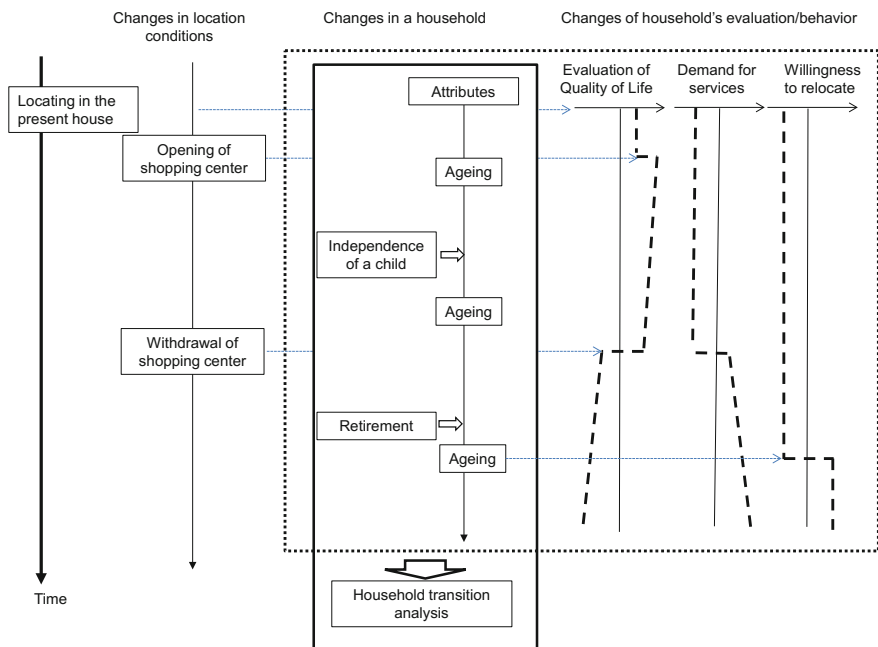 Changes in location
conditions
Changes in a household
Changes of household's evaluation/behavior
Locating in the
present house
Opening of
shopping center
Withdrawal of
shopping center
Time
Attributes
Ageing
Independence
of a child
Ageing
Retirement
Ageing
Household transition
analysis
Evaluation of
Quality of Life
Demand for
services
Willingness
to relocate